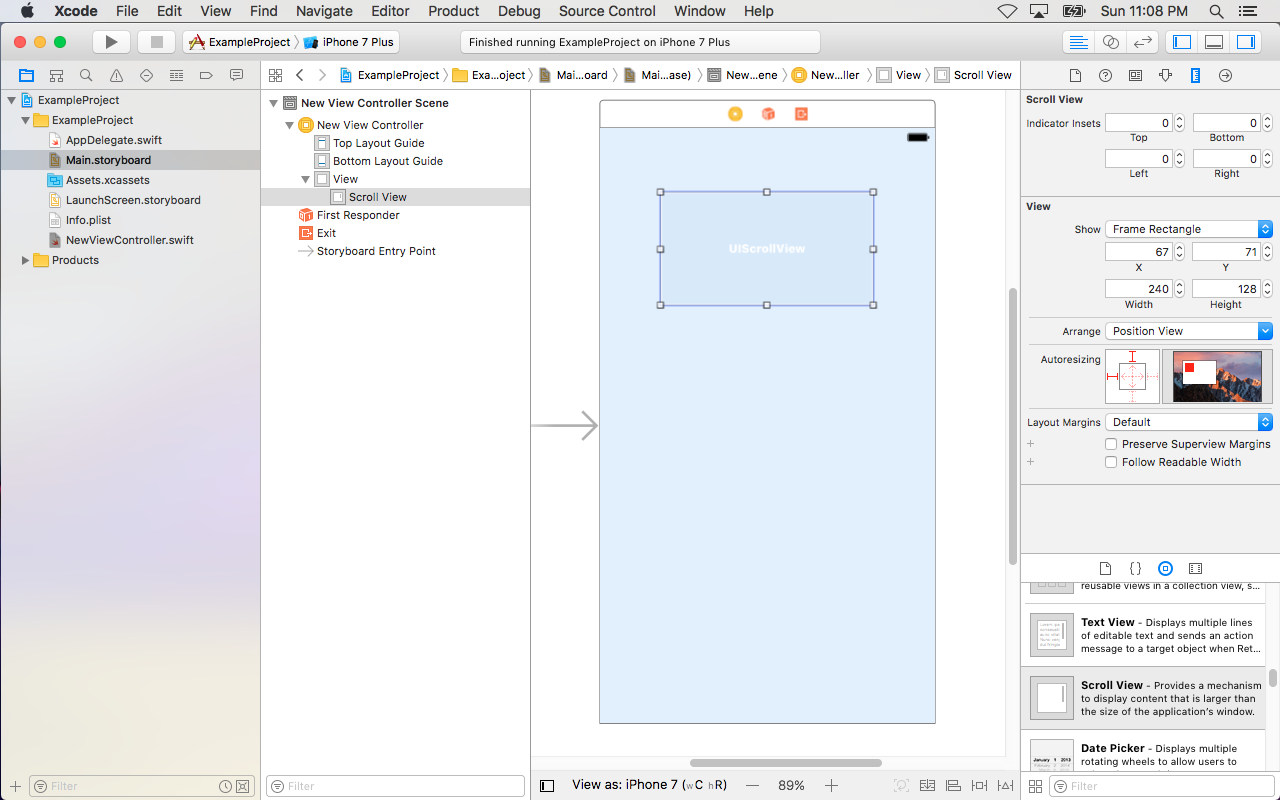 Xcode File Edit View Find Navigate Editor Product Debug Source Control Window Help Sun 11:08 PM
ExampleProject iPhone 7 Plus Finished running ExampleProject on iPhone 7 Plus
ExampleProject Exa...oject Mai...oard Mai...ase) New...ene New...ller View Scroll View
ExampleProject
ExampleProject
AppDelegate.swift
Main.storyboard
Assets.xcassets
LaunchScreen.storyboard
Info.plist
NewViewController.swift
Products
Filter
New View Controller Scene
New View Controller
Top Layout Guide
Bottom Layout Guide
View
Scroll View
First Responder
Exit
Storyboard Entry Point
Filter
UIScrollView
View as: iPhone 7 (wC hR) — 89% +
Scroll View
Indicator Insets 0 0
Top Bottom
0 0
Left Right
View
Show Frame Rectangle
67 71
X Y
240 128
Width Height
Arrange Position View
Autoresizing
Layout Margins Default
+ Preserve Superview Margins
+ Follow Readable Width
{}
reusable views in a collection view, s...
Text View - Displays multiple lines
of editable text and sends an action
message to a target object when Ret...
Scroll View - Provides a mechanism
to display content that is larger than
the size of the application's window.
Date Picker - Displays multiple
rotating wheels to allow users to
Filter